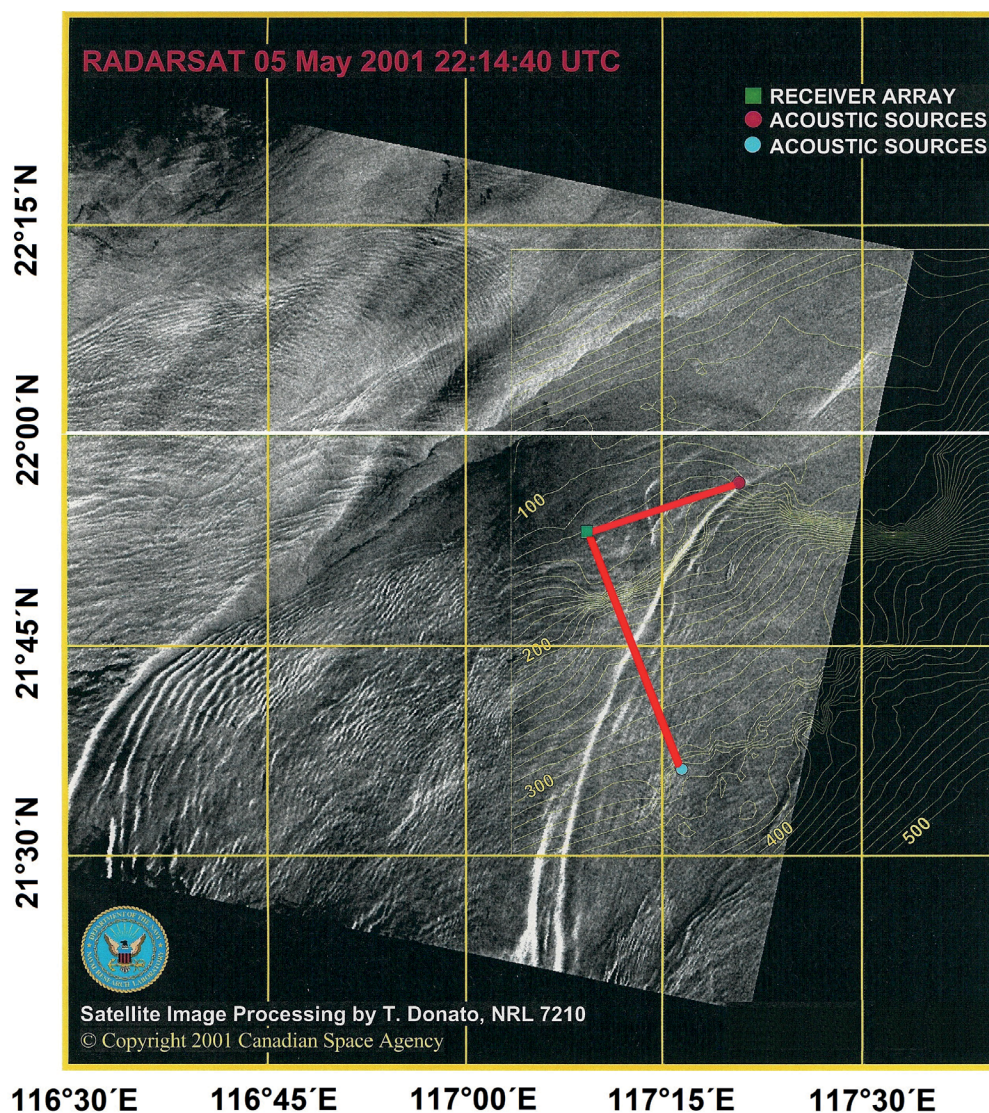 RADARSAT 05 May 2001 22:14:40 UTC
RECEIVER ARRAY
ACOUSTIC SOURCES
ACOUSTIC SOURCES
22°15´N
22°00´N
21°45´N
21°30´N
100
200
300
400
500
Satellite Image Processing by T. Donato, NRL 7210
© Copyright 2001 Canadian Space Agency
116°30´E
116°45´E
117°00´E
117°15´E
117°30´E